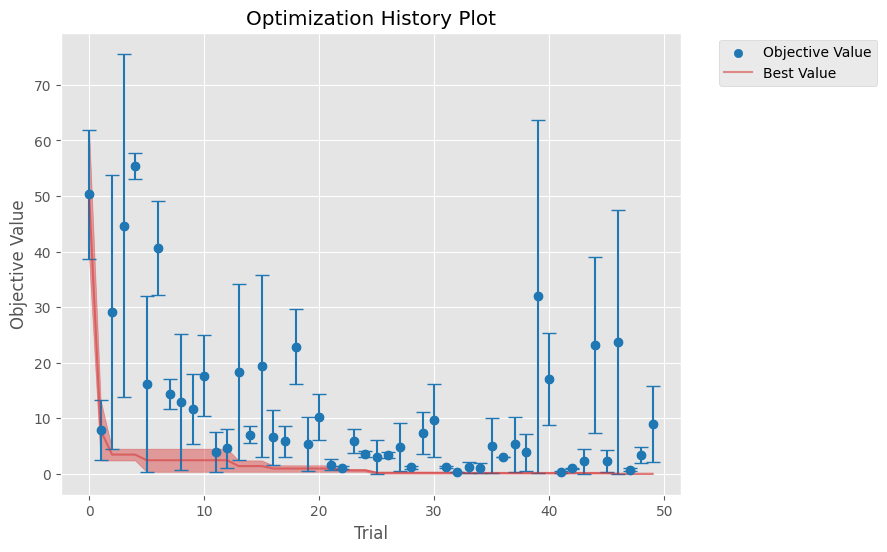 Optimization History Plot
Objective Value
Best Value
Objective Value
70
60
50
40
30
20
10
0
0 10 20 30 40 50
Trial